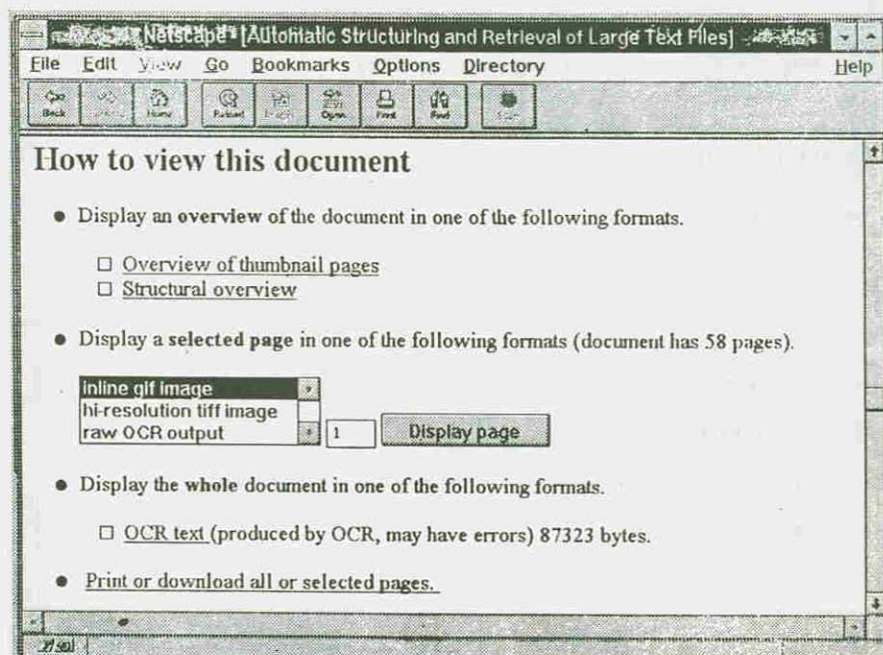 Netscape - [Automatic Structuring and Retrieval of Large Text Files]
File Edit View Go Bookmarks Options Directory Help
Back Home Reload Open Print Find
How to view this document
● Display an overview of the document in one of the following formats.
□ Overview of thumbnail pages
□ Structural overview
● Display a selected page in one of the following formats (document has 58 pages).
inline gif image
hi-resolution tiff image
raw OCR output 1 Display page
● Display the whole document in one of the following formats.
□ OCR text (produced by OCR, may have errors) 87323 bytes.
● Print or download all or selected pages.